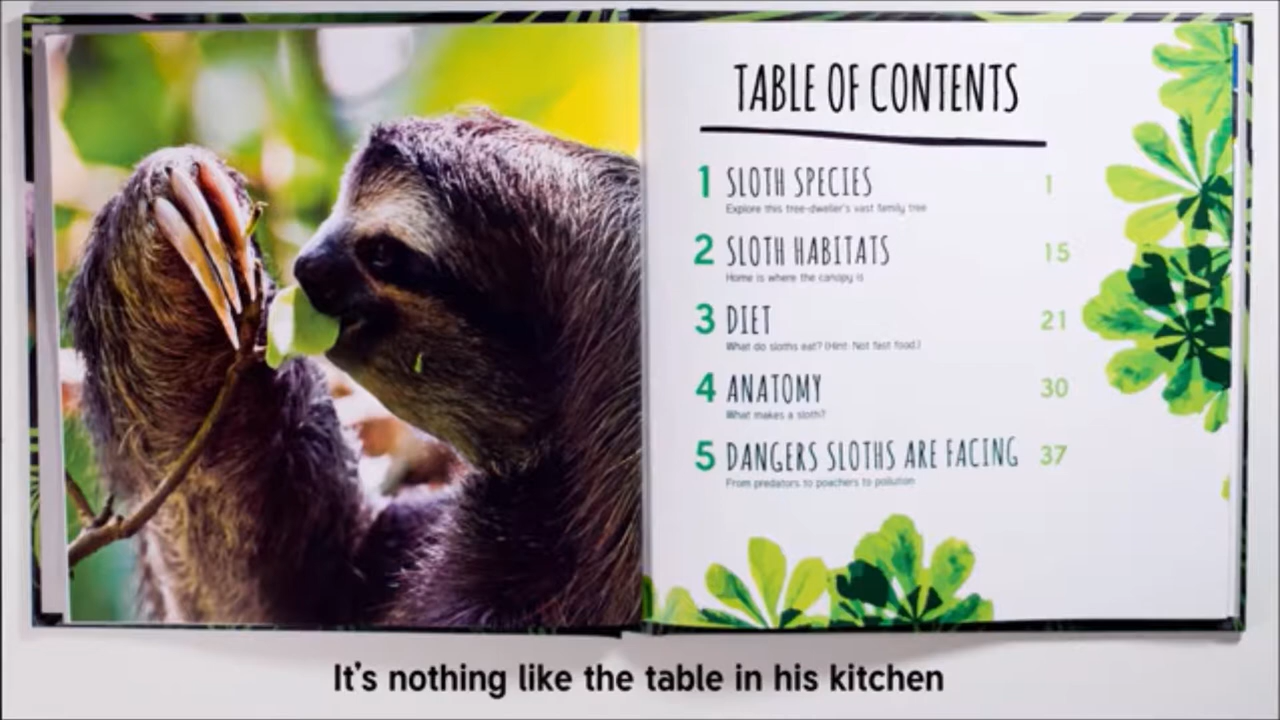 TABLE OF CONTENTS
1 SLOTH SPECIES 1
Explore this tree-dweller's vast family tree
2 SLOTH HABITATS 15
Home is where the canopy is
3 DIET 21
What do sloths eat? (Hint: Not fast food.)
4 ANATOMY 30
What makes a sloth?
5 DANGERS SLOTHS ARE FACING 37
From predators to poachers to pollution
It's nothing like the table in his kitchen